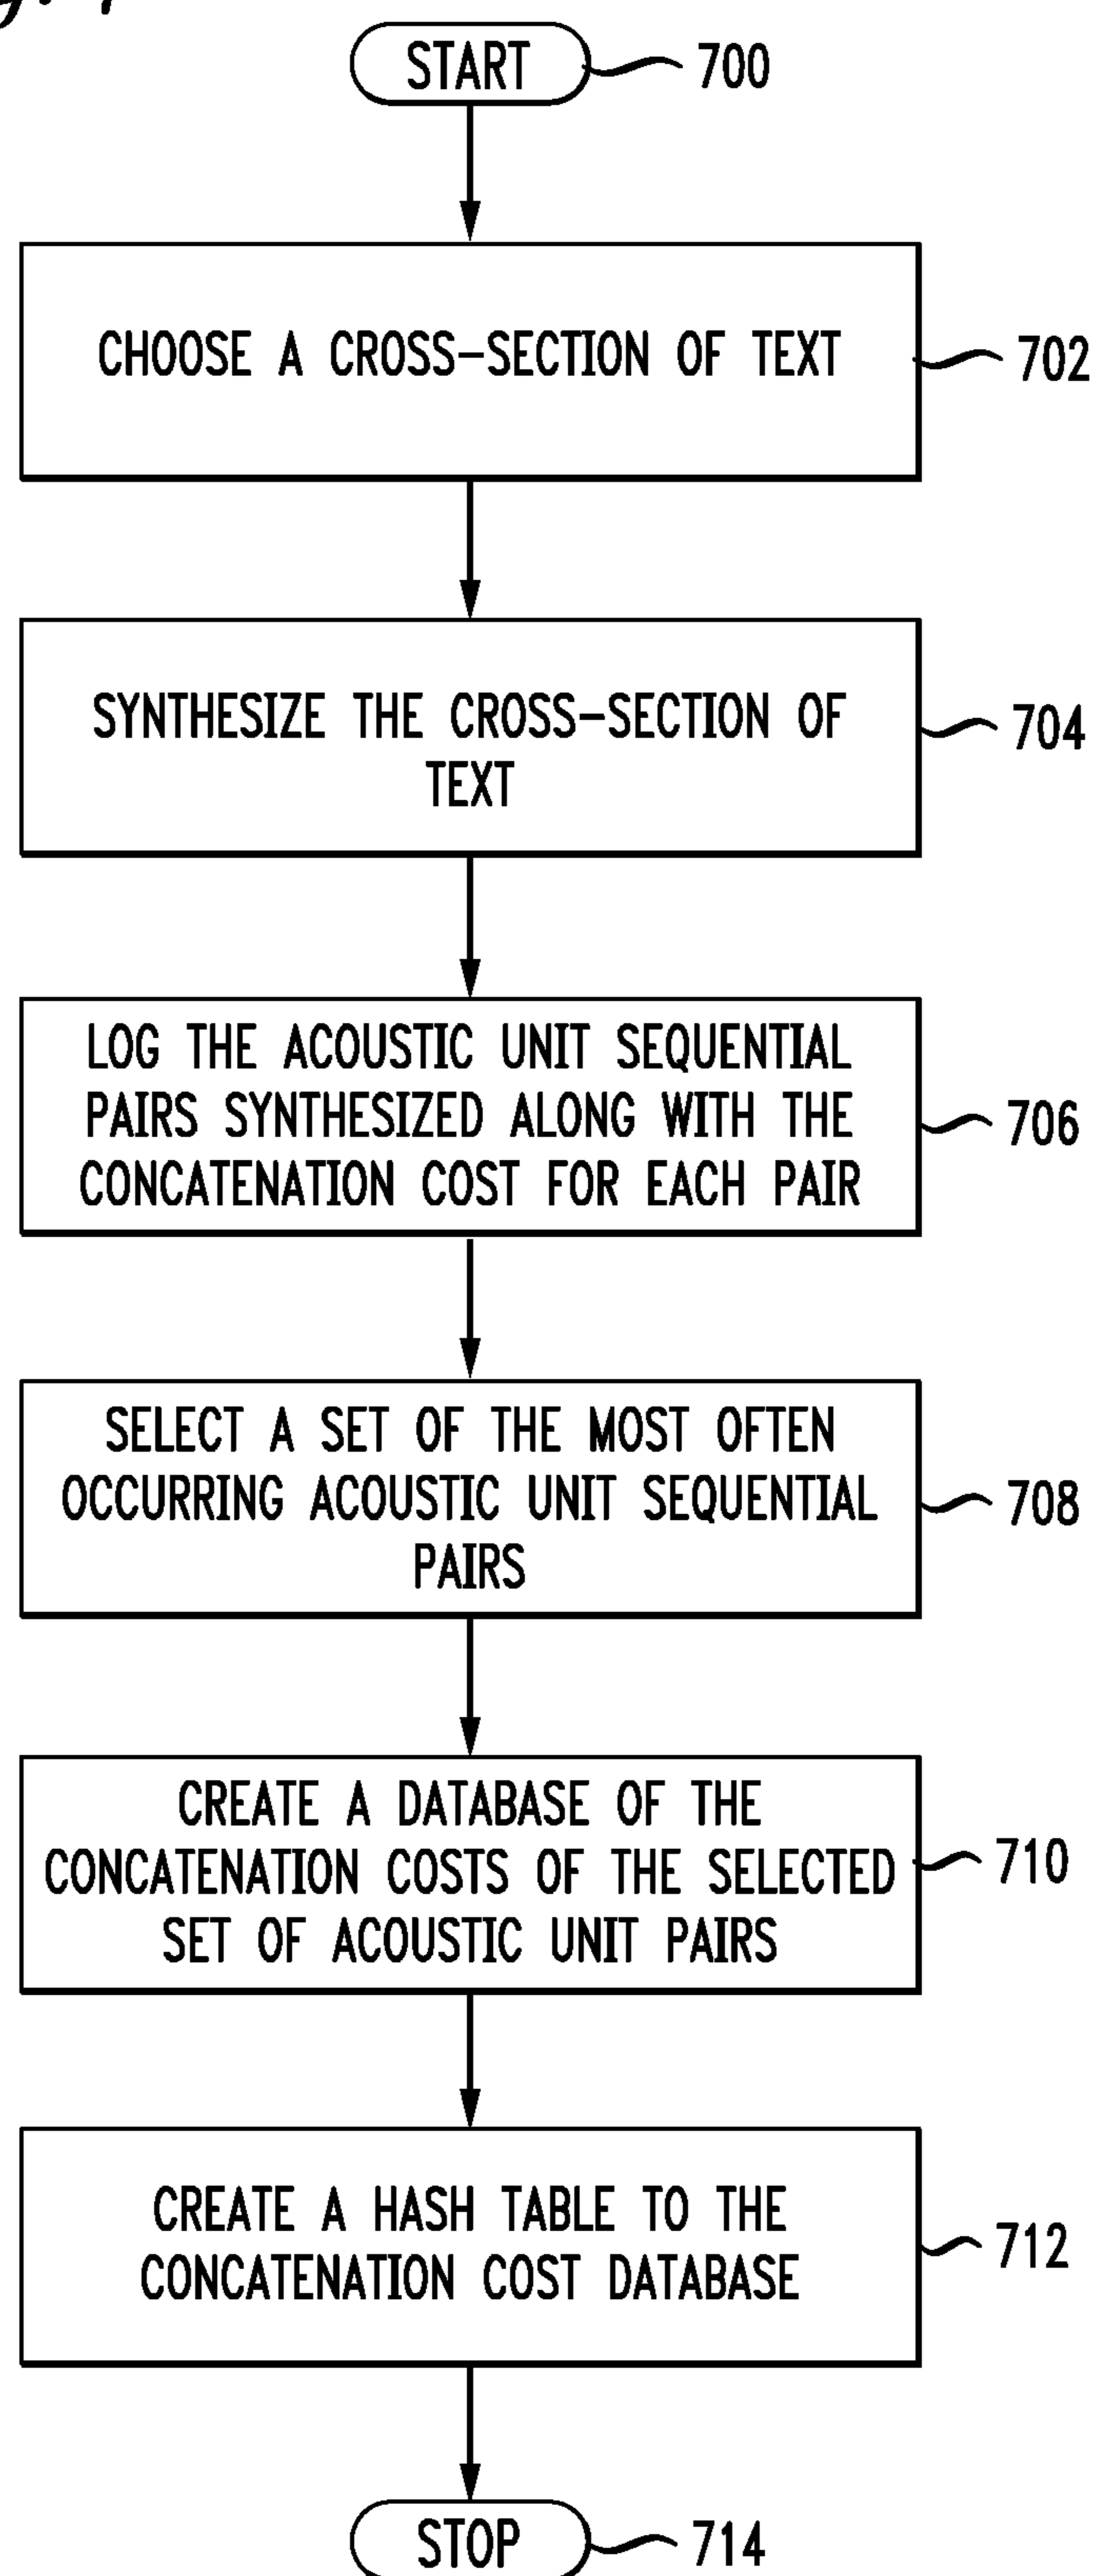 START
700
CHOOSE A CROSS-SECTION OF TEXT
702
SYNTHESIZE THE CROSS-SECTION OF
TEXT
704
LOG THE ACOUSTIC UNIT SEQUENTIAL
PAIRS SYNTHESIZED ALONG WITH THE
CONCATENATION COST FOR EACH PAIR
706
SELECT A SET OF THE MOST OFTEN
OCCURRING ACOUSTIC UNIT SEQUENTIAL
PAIRS
708
CREATE A DATABASE OF THE
CONCATENATION COSTS OF THE SELECTED
SET OF ACOUSTIC UNIT PAIRS
710
CREATE A HASH TABLE TO THE
CONCATENATION COST DATABASE
712
STOP
714